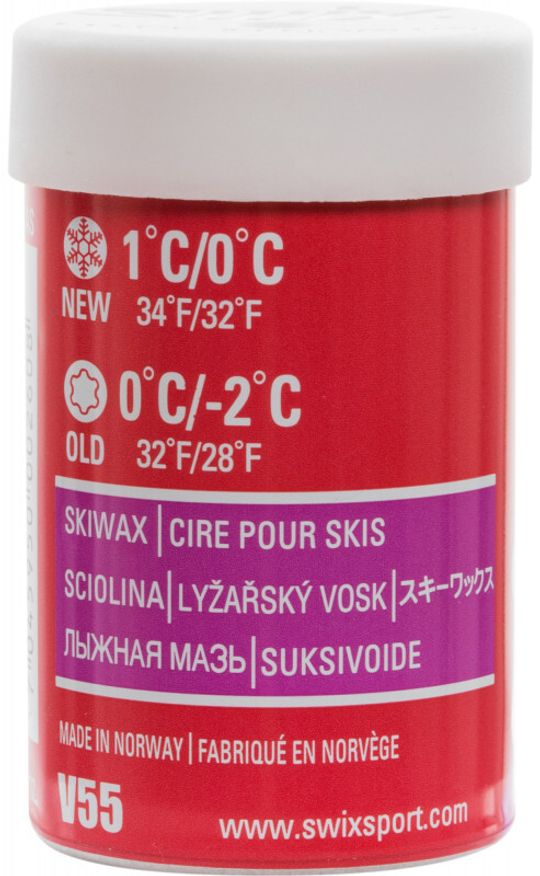 1°C/0°C
NEW 34°F/32°F
0°C/-2°C
OLD 32°F/28°F
SKIWAX | CIRE POUR SKIS
SCIOLINA | LYŽAŘSKÝ VOSK | スキーワックス
ЛЫЖНАЯ МАЗЬ | SUKSIVOIDE
MADE IN NORWAY | FABRIQUÉ EN NORVÈGE
V55
www.swixsport.com